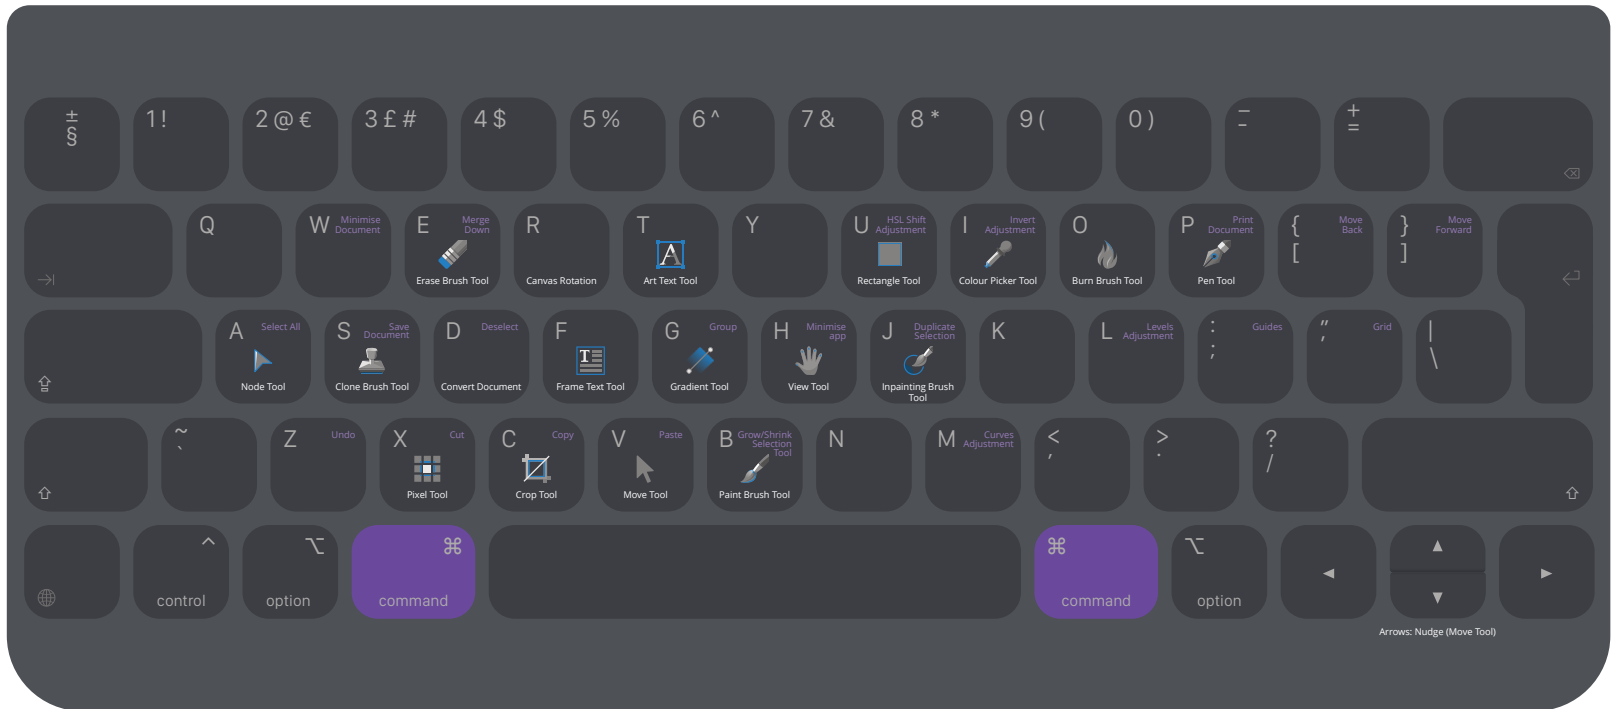 ±
§
1 !
2 @ €
3 £ #
4 $
5 %
6 ^
7 &
8 *
9 (
0 )
_
-
+
=
Q
W Minimise
Document
E Merge
Down
Erase Brush Tool
R
Canvas Rotation
T
A
Art Text Tool
Y
U HSL Shift
Adjustment
Rectangle Tool
I Invert
Adjustment
Colour Picker Tool
O
Burn Brush Tool
P Print
Document
Pen Tool
{ Move
Back
[
} Move
Forward
]
A Select All
Node Tool
S Save
Document
Clone Brush Tool
D Deselect
Convert Document
F
T
Frame Text Tool
G Group
Gradient Tool
H Minimise
app
View Tool
J Duplicate
Selection
Inpainting Brush
Tool
K
L Levels
Adjustment
: Guides
;
" Grid
'
|
\
~
`
Z Undo
X Cut
Pixel Tool
C Copy
Crop Tool
V Paste
Move Tool
B Grow/Shrink
Selection
Tool
Paint Brush Tool
N
M Curves
Adjustment
<
,
>
.
?
/
control
⌥
option
⌘
command
⌘
command
⌥
option
Arrows: Nudge (Move Tool)